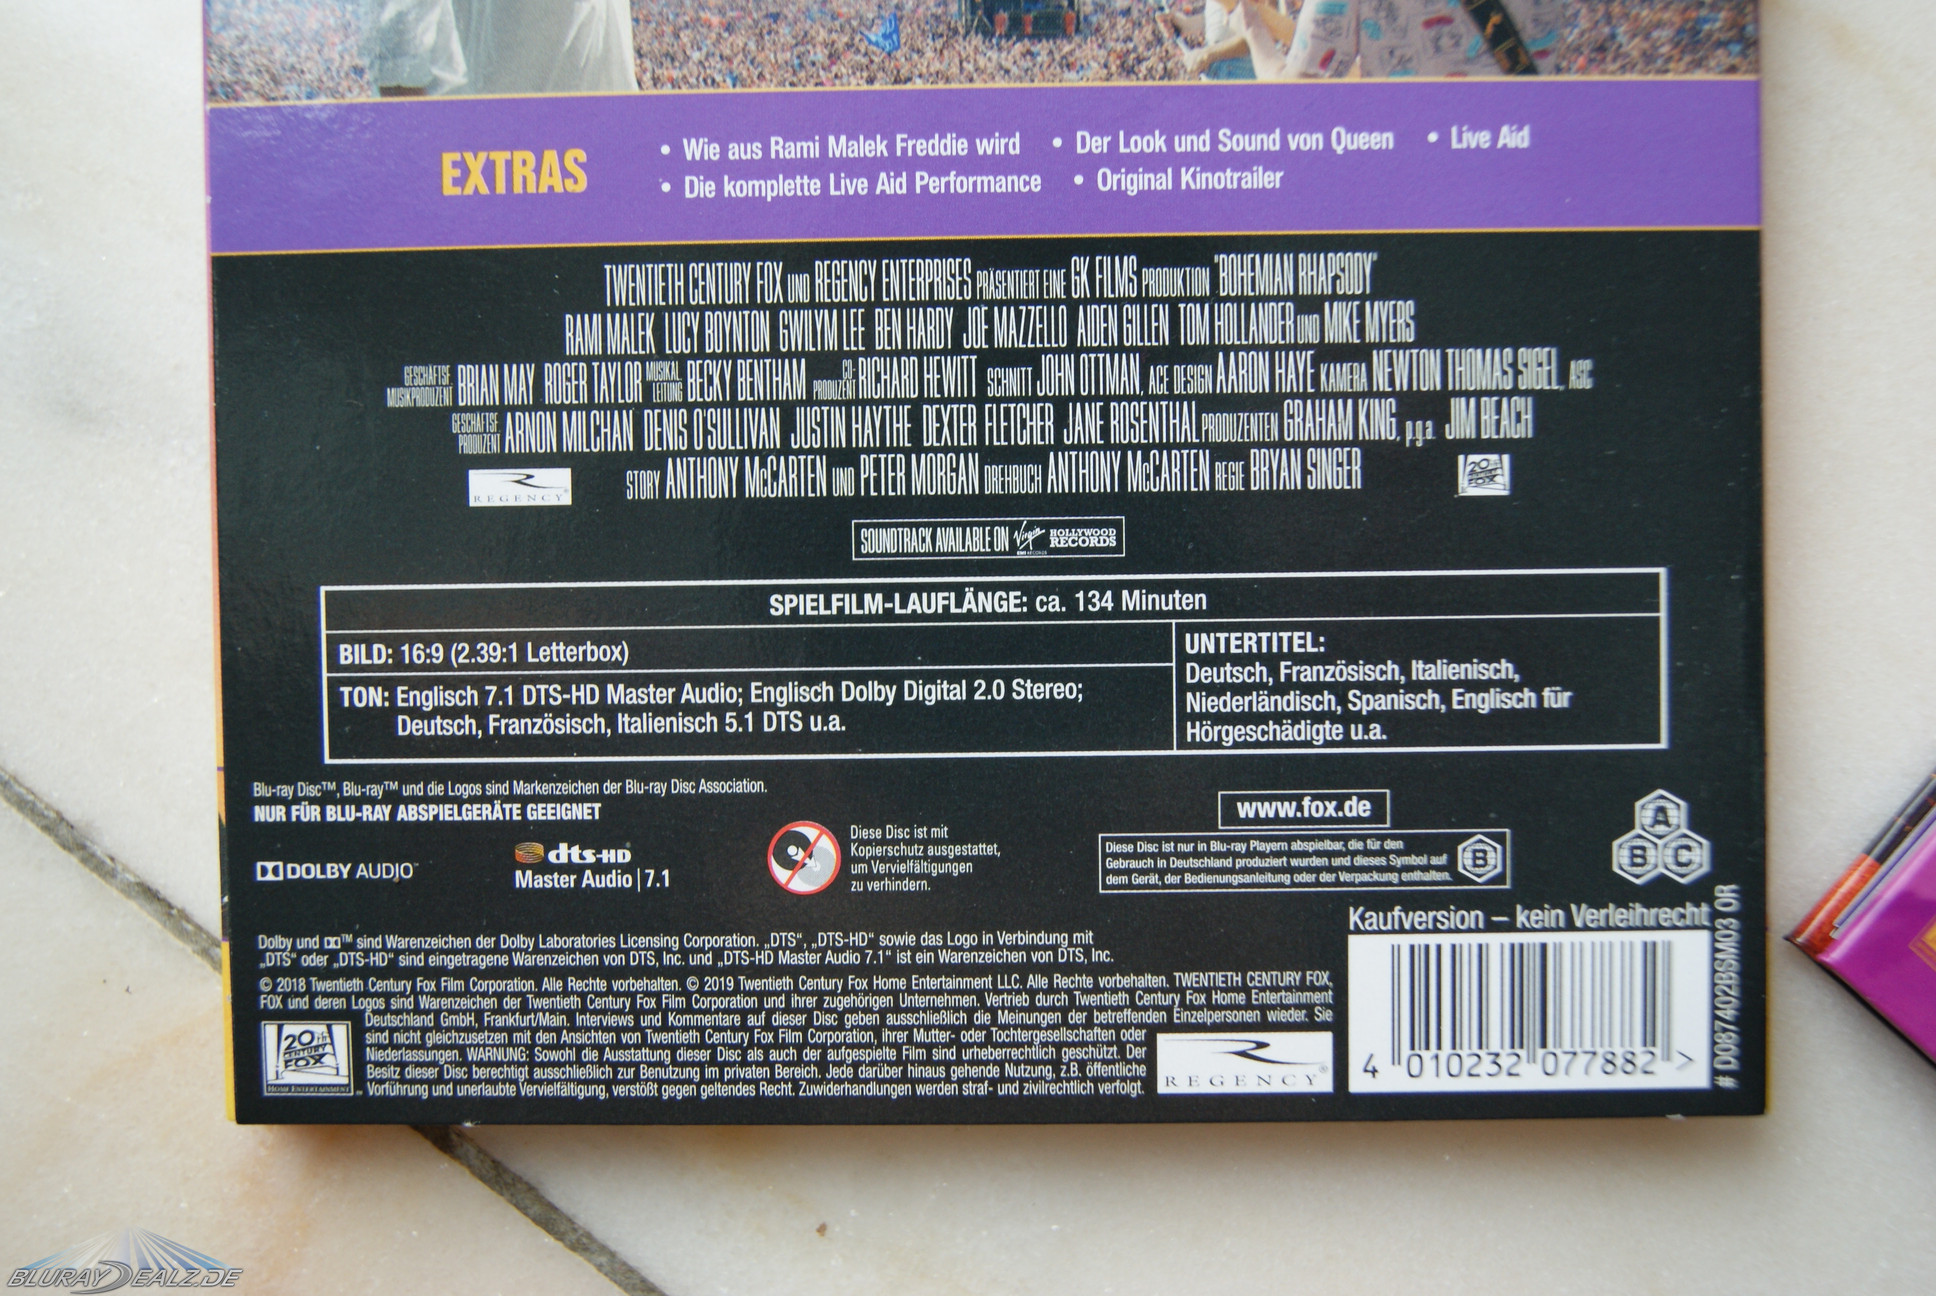 EXTRAS
• Wie aus Rami Malek Freddie wird • Der Look und Sound von Queen • Live Aid
• Die komplette Live Aid Performance • Original Kinotrailer
TWENTIETH CENTURY FOX UND REGENCY ENTERPRISES PRÄSENTIERT EINE GK FILMS PRODUKTION "BOHEMIAN RHAPSODY"
RAMI MALEK LUCY BOYNTON GWILYM LEE BEN HARDY JOE MAZZELLO AIDEN GILLEN TOM HOLLANDER UND MIKE MYERS
GESCHÄFTSF. MUSIKPRODUZENT BRIAN MAY ROGER TAYLOR MUSIKAL. LEITUNG BECKY BENTHAM CO-PRODUZENT RICHARD HEWITT SCHNITT JOHN OTTMAN, ACE DESIGN AARON HAYE KAMERA NEWTON THOMAS SIGEL, ASC
GESCHÄFTSF. PRODUZENT ARNON MILCHAN DENIS O'SULLIVAN JUSTIN HAYTHE DEXTER FLETCHER JANE ROSENTHAL PRODUZENTEN GRAHAM KING, p.g.a. JIM BEACH
STORY ANTHONY McCARTEN UND PETER MORGAN DREHBUCH ANTHONY McCARTEN REGIE BRYAN SINGER
REGENCY
20th CENTURY FOX
SOUNDTRACK AVAILABLE ON Virgin HOLLYWOOD RECORDS
SPIELFILM-LAUFLÄNGE: ca. 134 Minuten
BILD: 16:9 (2.39:1 Letterbox)
TON: Englisch 7.1 DTS-HD Master Audio; Englisch Dolby Digital 2.0 Stereo;
Deutsch, Französisch, Italienisch 5.1 DTS u.a.
UNTERTITEL:
Deutsch, Französisch, Italienisch,
Niederländisch, Spanisch, Englisch für
Hörgeschädigte u.a.
Blu-ray Disc™, Blu-ray™ und die Logos sind Markenzeichen der Blu-ray Disc Association.
NUR FÜR BLU-RAY ABSPIELGERÄTE GEEIGNET
DOLBY AUDIO™
dts-HD
Master Audio | 7.1
Diese Disc ist mit
Kopierschutz ausgestattet,
um Vervielfältigungen
zu verhindern.
www.fox.de
Diese Disc ist nur in Blu-ray Playern abspielbar, die für den
Gebrauch in Deutschland produziert wurden und dieses Symbol auf
dem Gerät, der Bedienungsanleitung oder der Verpackung enthalten.
B
A
B C
Kaufversion – kein Verleihrecht
Dolby und ™ sind Warenzeichen der Dolby Laboratories Licensing Corporation. „DTS“, „DTS-HD“ sowie das Logo in Verbindung mit
„DTS“ oder „DTS-HD“ sind eingetragene Warenzeichen von DTS, Inc. und „DTS-HD Master Audio 7.1“ ist ein Warenzeichen von DTS, Inc.
© 2018 Twentieth Century Fox Film Corporation. Alle Rechte vorbehalten. © 2019 Twentieth Century Fox Home Entertainment LLC. Alle Rechte vorbehalten. TWENTIETH CENTURY FOX,
FOX und deren Logos sind Warenzeichen der Twentieth Century Fox Film Corporation und ihrer zugehörigen Unternehmen. Vertrieb durch Twentieth Century Fox Home Entertainment
Deutschland GmbH, Frankfurt/Main. Interviews und Kommentare auf dieser Disc geben ausschließlich die Meinungen der betreffenden Einzelpersonen wieder. Sie
sind nicht gleichzusetzen mit den Ansichten von Twentieth Century Fox Film Corporation, ihrer Mutter- oder Tochtergesellschaften oder
Niederlassungen. WARNUNG: Sowohl die Ausstattung dieser Disc als auch der aufgespielte Film sind urheberrechtlich geschützt. Der
Besitz dieser Disc berechtigt ausschließlich zur Benutzung im privaten Bereich. Jede darüber hinaus gehende Nutzung, z.B. öffentliche
Vorführung und unerlaubte Vervielfältigung, verstößt gegen geltendes Recht. Zuwiderhandlungen werden straf- und zivilrechtlich verfolgt.
20th CENTURY FOX
HOME ENTERTAINMENT
REGENCY®
4 010232 077882 >
# D087402BSM03 OR
BLURAYDEALZ.DE